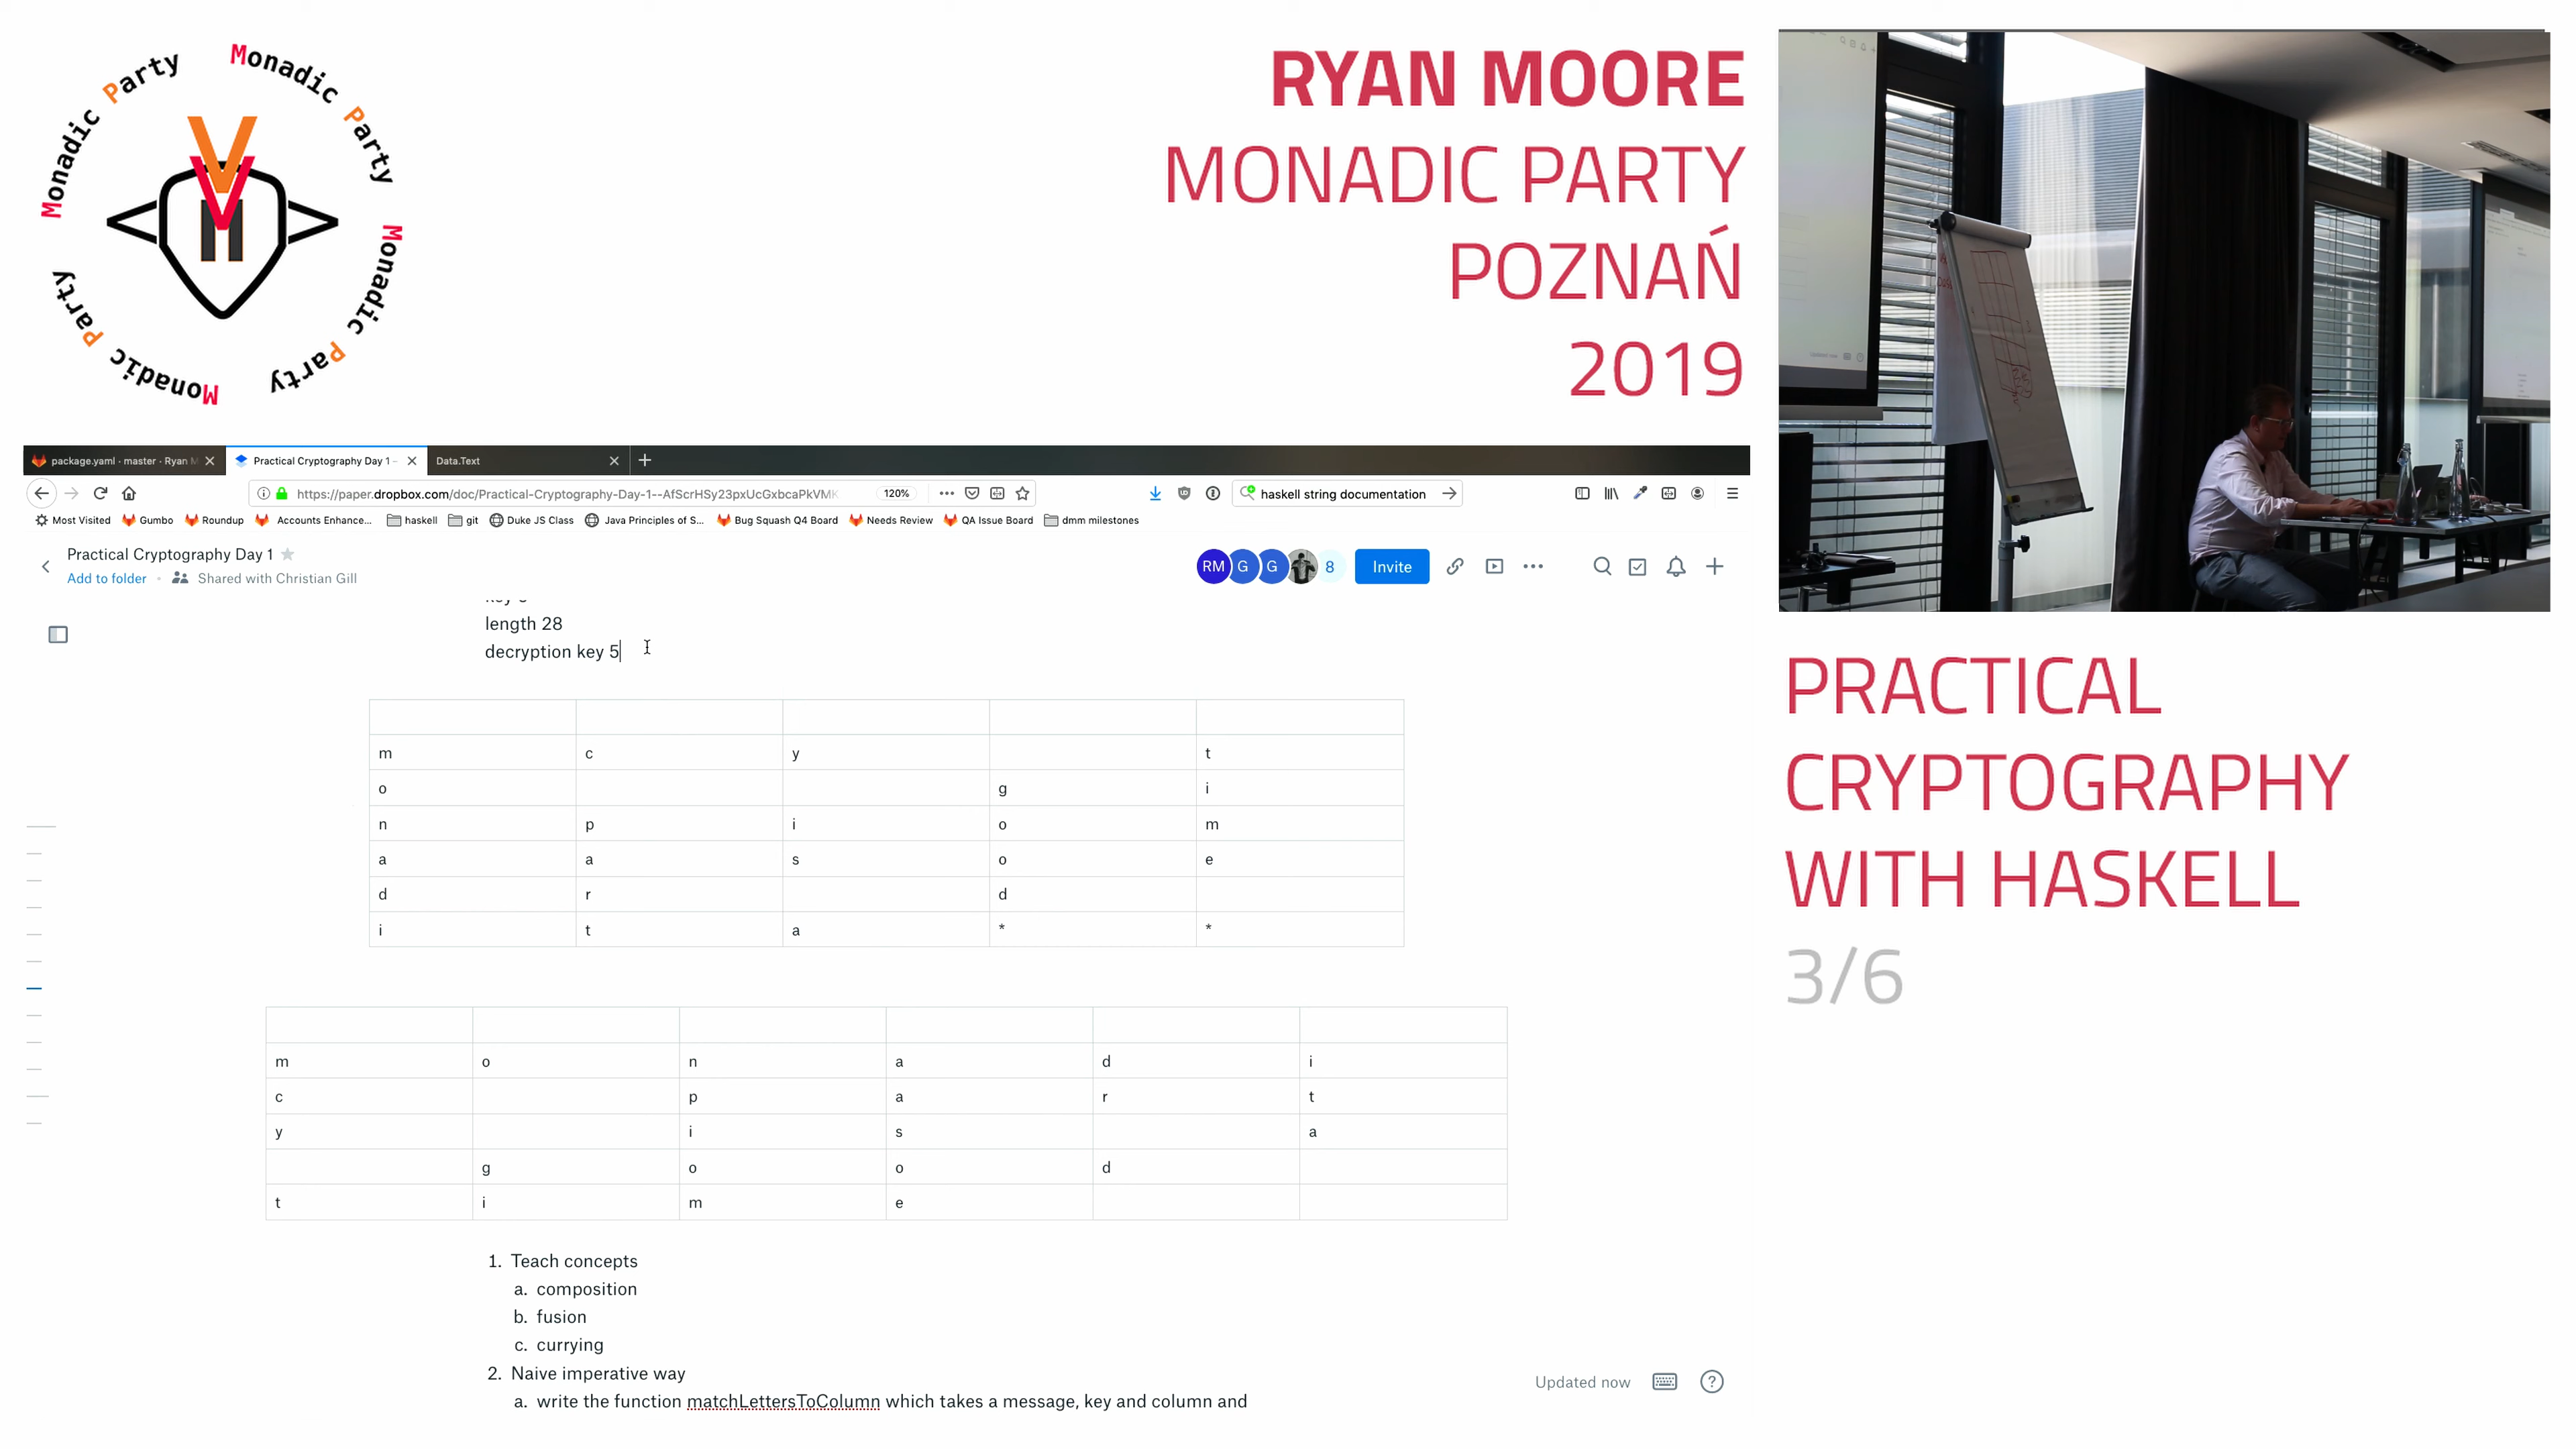 Monadic Party
Monadic Party
Monadic Party
Monadic Party
RYAN MOORE
MONADIC PARTY
POZNAŃ
2019
package.yaml · master · Ryan M
Practical Cryptography Day 1 -
Data.Text
https://paper.dropbox.com/doc/Practical-Cryptography-Day-1--AfScrHSy23pxUcGxbcaPkVMK
120%
haskell string documentation
Most Visited Gumbo Roundup Accounts Enhance... haskell git Duke JS Class Java Principles of S... Bug Squash Q4 Board Needs Review QA Issue Board dmm milestones
Practical Cryptography Day 1
Add to folder • Shared with Christian Gill
RM G G 8 Invite
length 28
decryption key 5
m c y t
o g i
n p i o m
a a s o e
d r d
i t a * *
m o n a d i
c p a r t
y i s a
g o o d
t i m e
1. Teach concepts
a. composition
b. fusion
c. currying
2. Naive imperative way
a. write the function matchLettersToColumn which takes a message, key and column and
Updated now
PRACTICAL
CRYPTOGRAPHY
WITH HASKELL
3/6